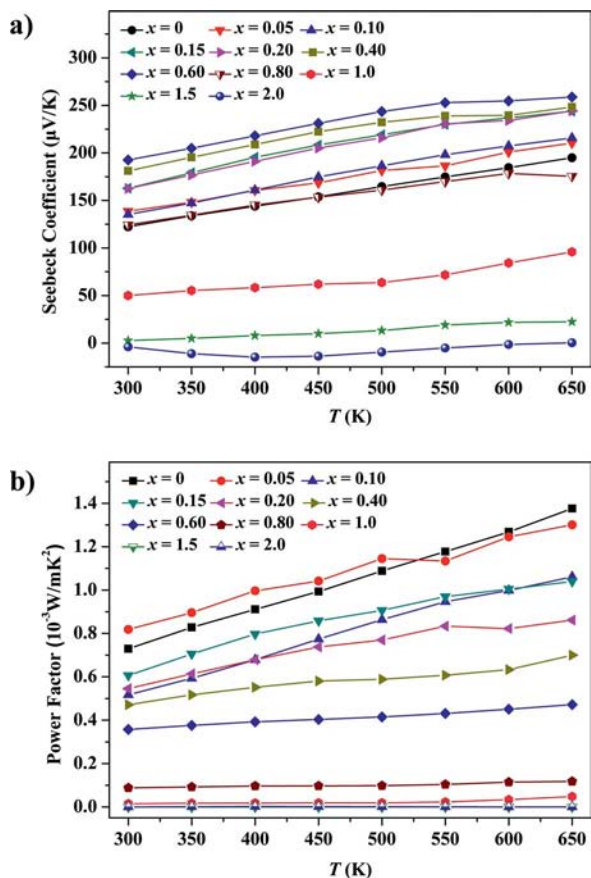 a)
x = 0 x = 0.05 x = 0.10
x = 0.15 x = 0.20 x = 0.40
x = 0.60 x = 0.80 x = 1.0
x = 1.5 x = 2.0
Seebeck Coefficient (μV/K)
350
300
250
200
150
100
50
0
300 350 400 450 500 550 600 650
T (K)
b)
x = 0 x = 0.05 x = 0.10
x = 0.15 x = 0.20 x = 0.40
x = 0.60 x = 0.80 x = 1.0
x = 1.5 x = 2.0
Power Factor (10⁻³W/mK²)
1.4
1.2
1.0
0.8
0.6
0.4
0.2
0.0
300 350 400 450 500 550 600 650
T (K)